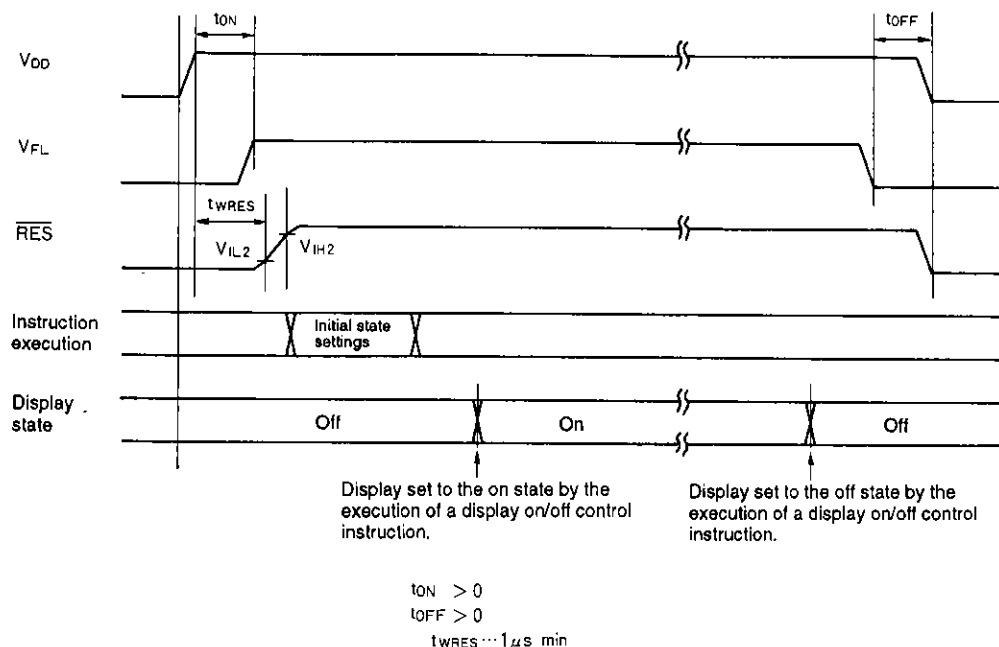 tON
tOFF
VDD
VFL
tWRES
RES
VIL2
VIH2
Instruction
execution
Initial state
settings
Display
state
Off
On
Off
Display set to the on state by the
execution of a display on/off control
instruction.
Display set to the off state by the
execution of a display on/off control
instruction.
tON > 0
tOFF > 0
tWRES ··· 1μs min